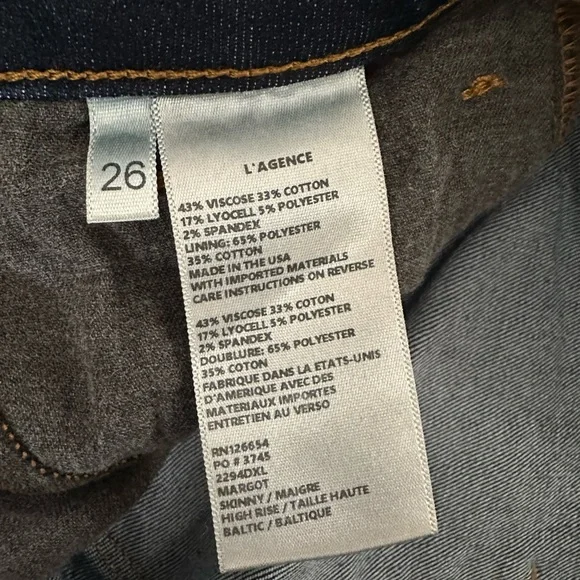 26
L'AGENCE
43% VISCOSE 33% COTTON
17% LYOCELL 5% POLYESTER
2% SPANDEX
LINING: 65% POLYESTER
35% COTTON
MADE IN THE USA
WITH IMPORTED MATERIALS
CARE INSTRUCTIONS ON REVERSE
43% VISCOSE 33% COTON
17% LYOCELL 5% POLYESTER
2% SPANDEX
DOUBLURE: 65% POLYESTER
35% COTON
FABRIQUE DANS LA ETATS-UNIS
D'AMERIQUE AVEC DES
MATERIAUX IMPORTES
ENTRETIEN AU VERSO
RN126654
PO # 3745
2294DXL
MARGOT
SKINNY / MAIGRE
HIGH RISE / TAILLE HAUTE
BALTIC / BALTIQUE